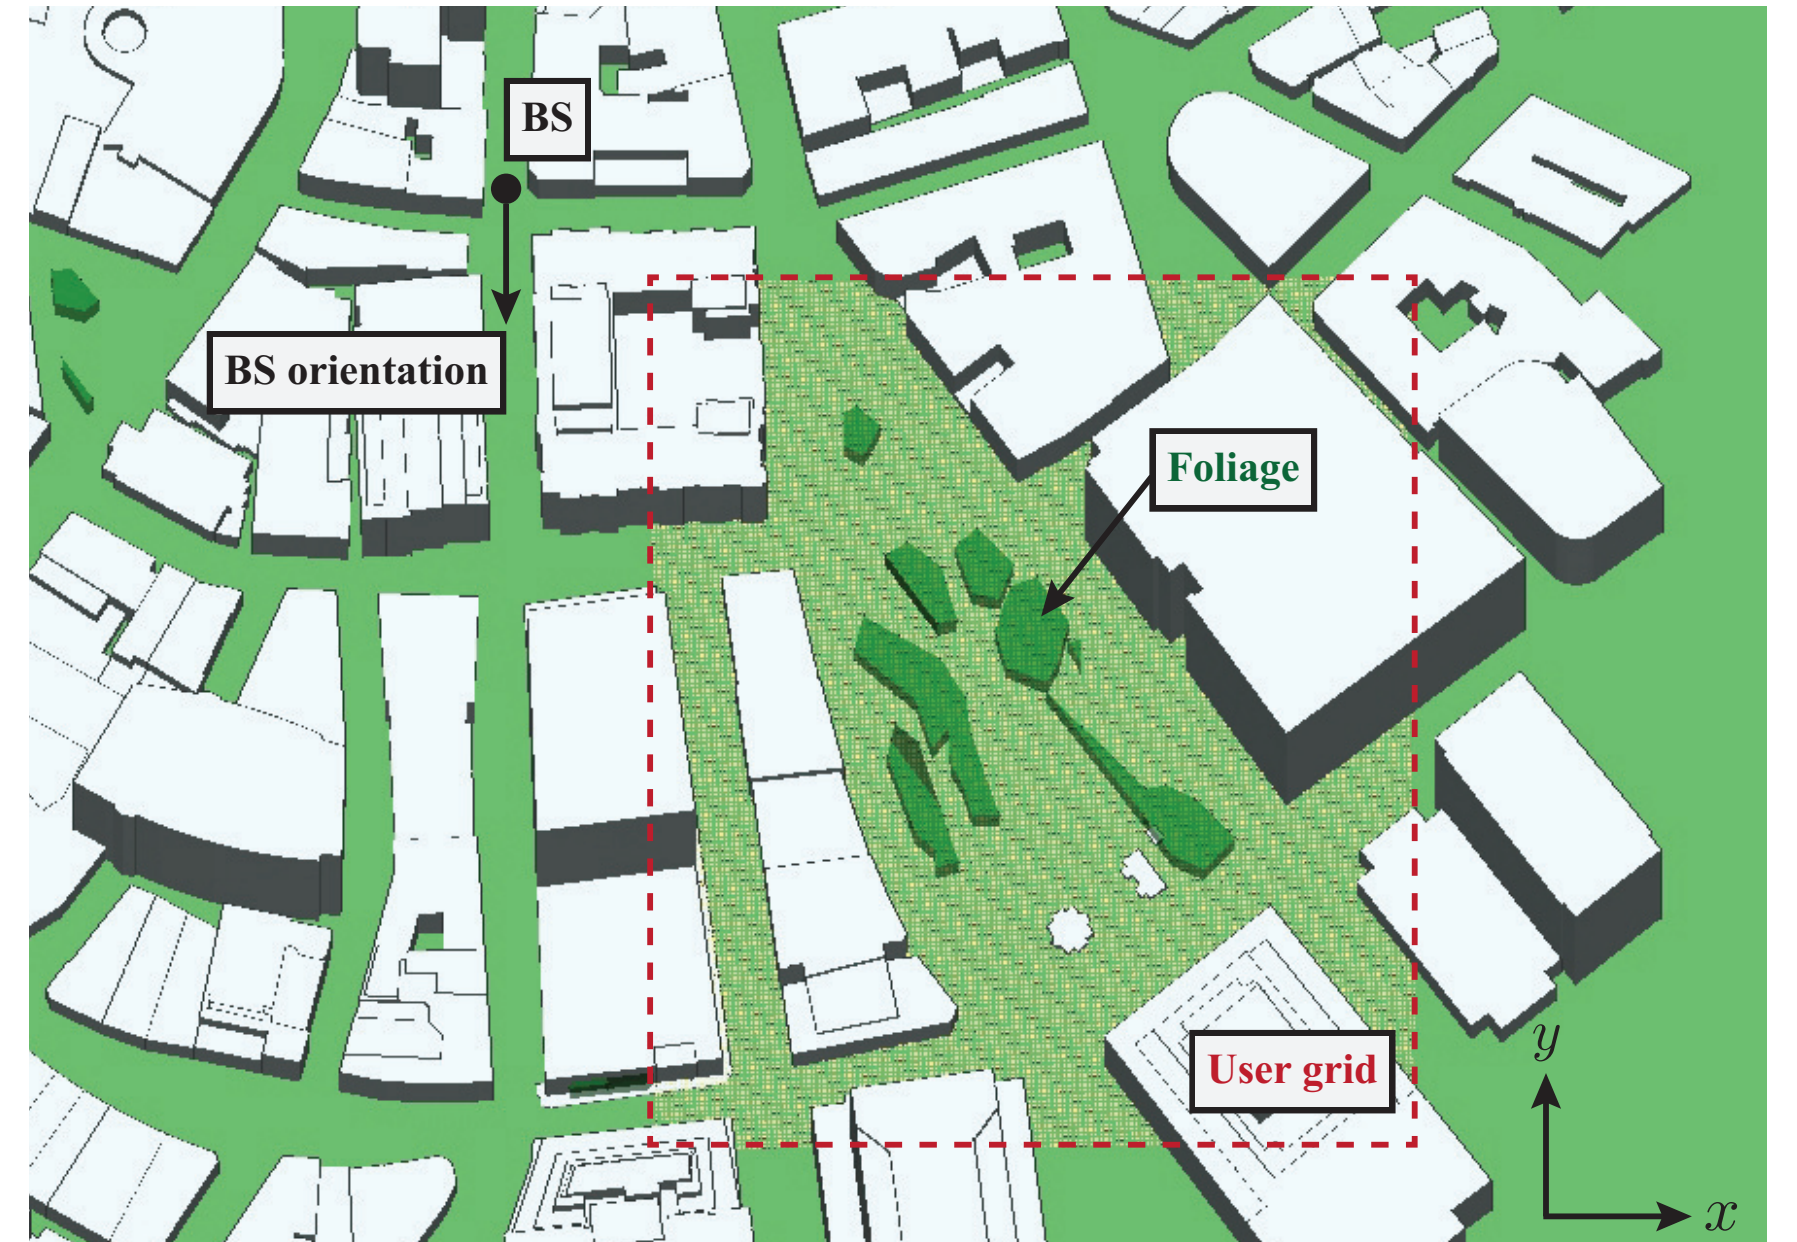 BS
BS orientation
Foliage
User grid
y
x